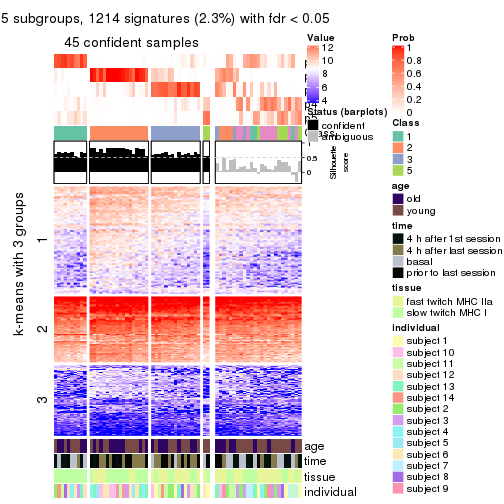 5 subgroups, 1214 signatures (2.3%) with fdr < 0.05
45 confident samples
k-means with 3 groups
1
2
3
age
time
tissue
individual
Value
12
10
8
6
4
Status (barplots)
confident
ambiguous
0.5
0
Silhouette
score
Prob
1
0.8
0.6
0.4
0.2
0
Class
1
2
3
5
age
old
young
time
4 h after 1st session
4 h after last session
basal
prior to last session
tissue
fast twitch MHC IIa
slow twitch MHC I
individual
subject 1
subject 10
subject 11
subject 12
subject 13
subject 14
subject 2
subject 3
subject 4
subject 5
subject 6
subject 7
subject 8
subject 9